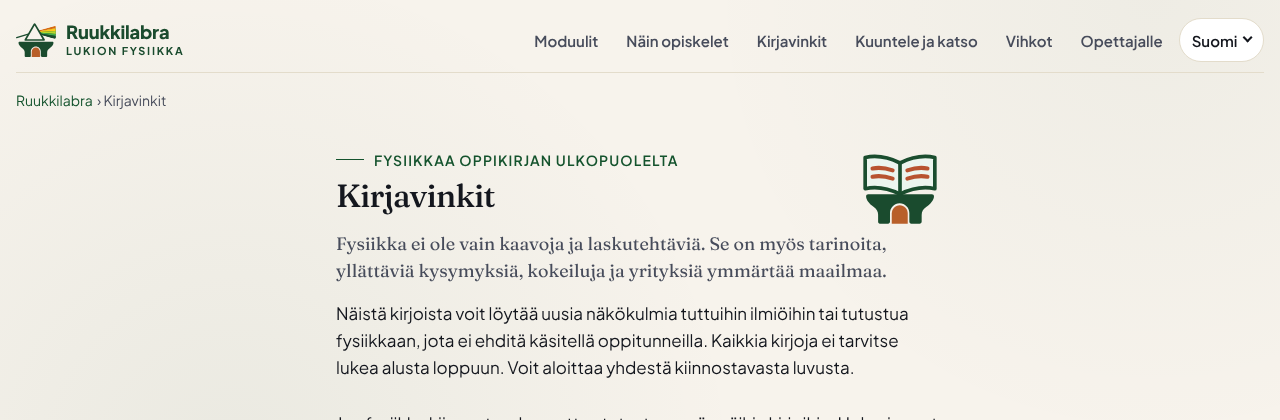 Ruukkilabra
LUKION FYSIIKKA
Moduulit
Näin opiskelet
Kirjavinkit
Kuuntele ja katso
Vihkot
Opettajalle
Suomi
Ruukkilabra › Kirjavinkit
FYSIIKKAA OPPIKIRJAN ULKOPUOLELTA
Kirjavinkit
Fysiikka ei ole vain kaavoja ja laskutehtäviä. Se on myös tarinoita,
yllättäviä kysymyksiä, kokeiluja ja yrityksiä ymmärtää maailmaa.
Näistä kirjoista voit löytää uusia näkökulmia tuttuihin ilmiöihin tai tutustua
fysiikkaan, jota ei ehditä käsitellä oppitunneilla. Kaikkia kirjoja ei tarvitse
lukea alusta loppuun. Voit aloittaa yhdestä kiinnostavasta luvusta.